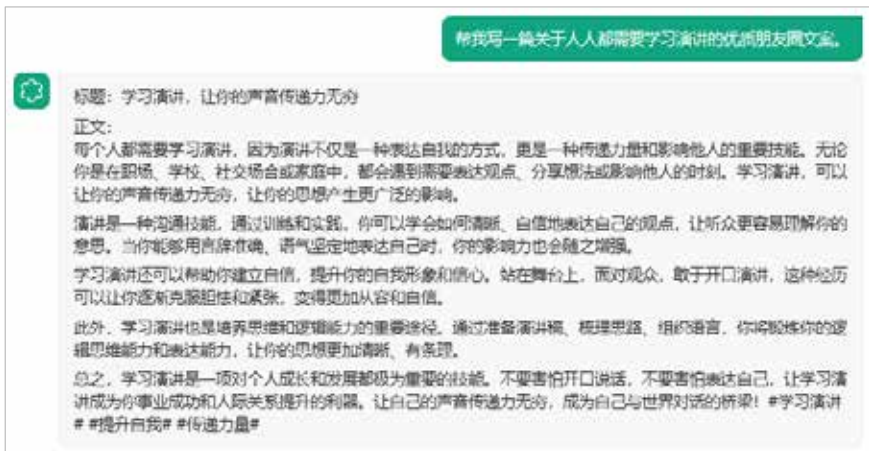 帮我写一篇关于人人都需要学习演讲的优质朋友圈文案。
标题：学习演讲，让你的声音传递力无穷
正文：
每个人都需要学习演讲，因为演讲不仅是一种表达自我的方式，更是一种传递力量和影响他人的重要技能。无论
你是在职场、学校、社交场合或家庭中，都会遇到需要表达观点、分享想法或影响他人的时刻。学习演讲，可以
让你的声音传递力无穷，让你的思想产生更广泛的影响。
演讲是一种沟通技能，通过训练和实践，你可以学会如何清晰、自信地表达自己的观点，让听众更容易理解你的
意思。当你能够用言辞准确、语气坚定地表达自己时，你的影响力也会随之增强。
学习演讲还可以帮助你建立自信，提升你的自我形象和信心。站在舞台上，面对观众，敢于开口演讲，这种经历
可以让你逐渐克服胆怯和紧张，变得更加从容和自信。
此外，学习演讲也是培养思维和逻辑能力的重要途径。通过准备演讲稿、梳理思路、组织语言，你将锻炼你的逻
辑思维能力和表达能力，让你的思想更加清晰、有条理。
总之，学习演讲是一项对个人成长和发展都极为重要的技能。不要害怕开口说话，不要害怕表达自己，让学习演
讲成为你事业成功和人际关系提升的利器。让自己的声音传递力无穷，成为自己与世界对话的桥梁！#学习演讲
# #提升自我# #传递力量#